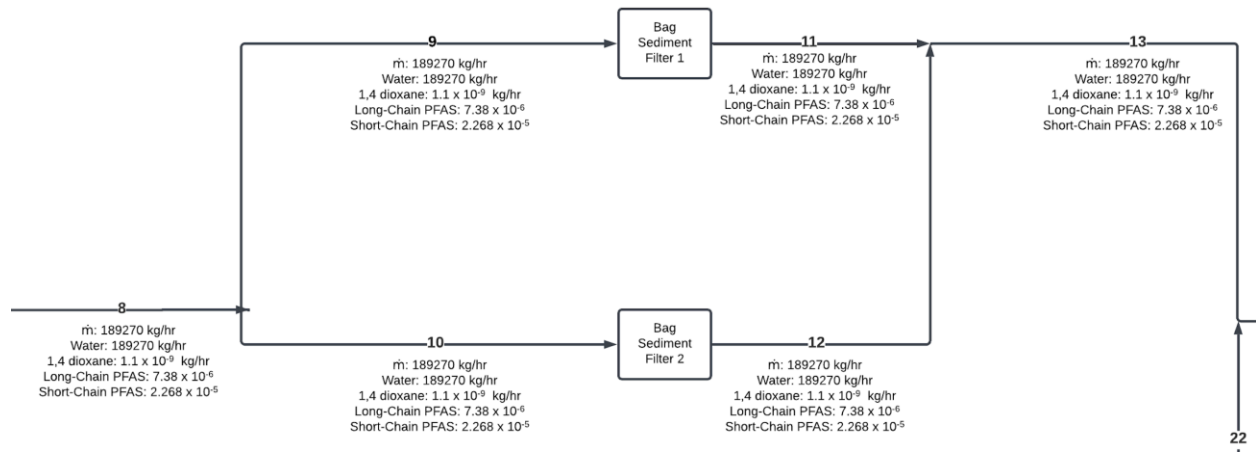 9
ṁ: 189270 kg/hr
Water: 189270 kg/hr
1,4 dioxane: 1.1 x 10⁻⁹ kg/hr
Long-Chain PFAS: 7.38 x 10⁻⁶
Short-Chain PFAS: 2.268 x 10⁻⁵
Bag
Sediment
Filter 1
11
ṁ: 189270 kg/hr
Water: 189270 kg/hr
1,4 dioxane: 1.1 x 10⁻⁹ kg/hr
Long-Chain PFAS: 7.38 x 10⁻⁶
Short-Chain PFAS: 2.268 x 10⁻⁵
13
ṁ: 189270 kg/hr
Water: 189270 kg/hr
1,4 dioxane: 1.1 x 10⁻⁹ kg/hr
Long-Chain PFAS: 7.38 x 10⁻⁶
Short-Chain PFAS: 2.268 x 10⁻⁵
8
ṁ: 189270 kg/hr
Water: 189270 kg/hr
1,4 dioxane: 1.1 x 10⁻⁹ kg/hr
Long-Chain PFAS: 7.38 x 10⁻⁶
Short-Chain PFAS: 2.268 x 10⁻⁵
10
ṁ: 189270 kg/hr
Water: 189270 kg/hr
1,4 dioxane: 1.1 x 10⁻⁹ kg/hr
Long-Chain PFAS: 7.38 x 10⁻⁶
Short-Chain PFAS: 2.268 x 10⁻⁵
Bag
Sediment
Filter 2
12
ṁ: 189270 kg/hr
Water: 189270 kg/hr
1,4 dioxane: 1.1 x 10⁻⁹ kg/hr
Long-Chain PFAS: 7.38 x 10⁻⁶
Short-Chain PFAS: 2.268 x 10⁻⁵
22